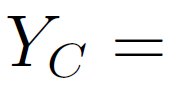 Y_C =